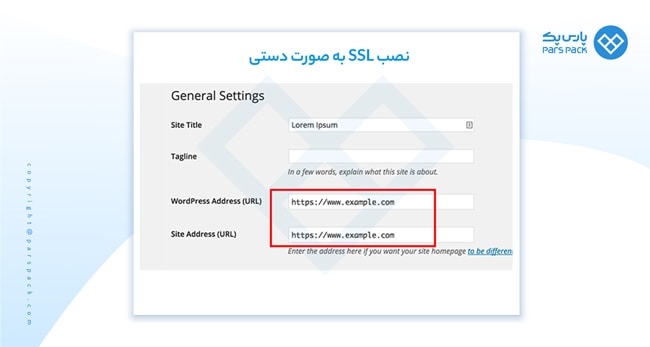 پارس پک
PARS PACK
نصب SSL به صورت دستی
General Settings
Site Title
Lorem Ipsum
Tagline
In a few words, explain what this site is about.
WordPress Address (URL)
https://www.example.com
Site Address (URL)
https://www.example.com
Enter the address here if you want your site homepage to be different
copyright@parspack.com